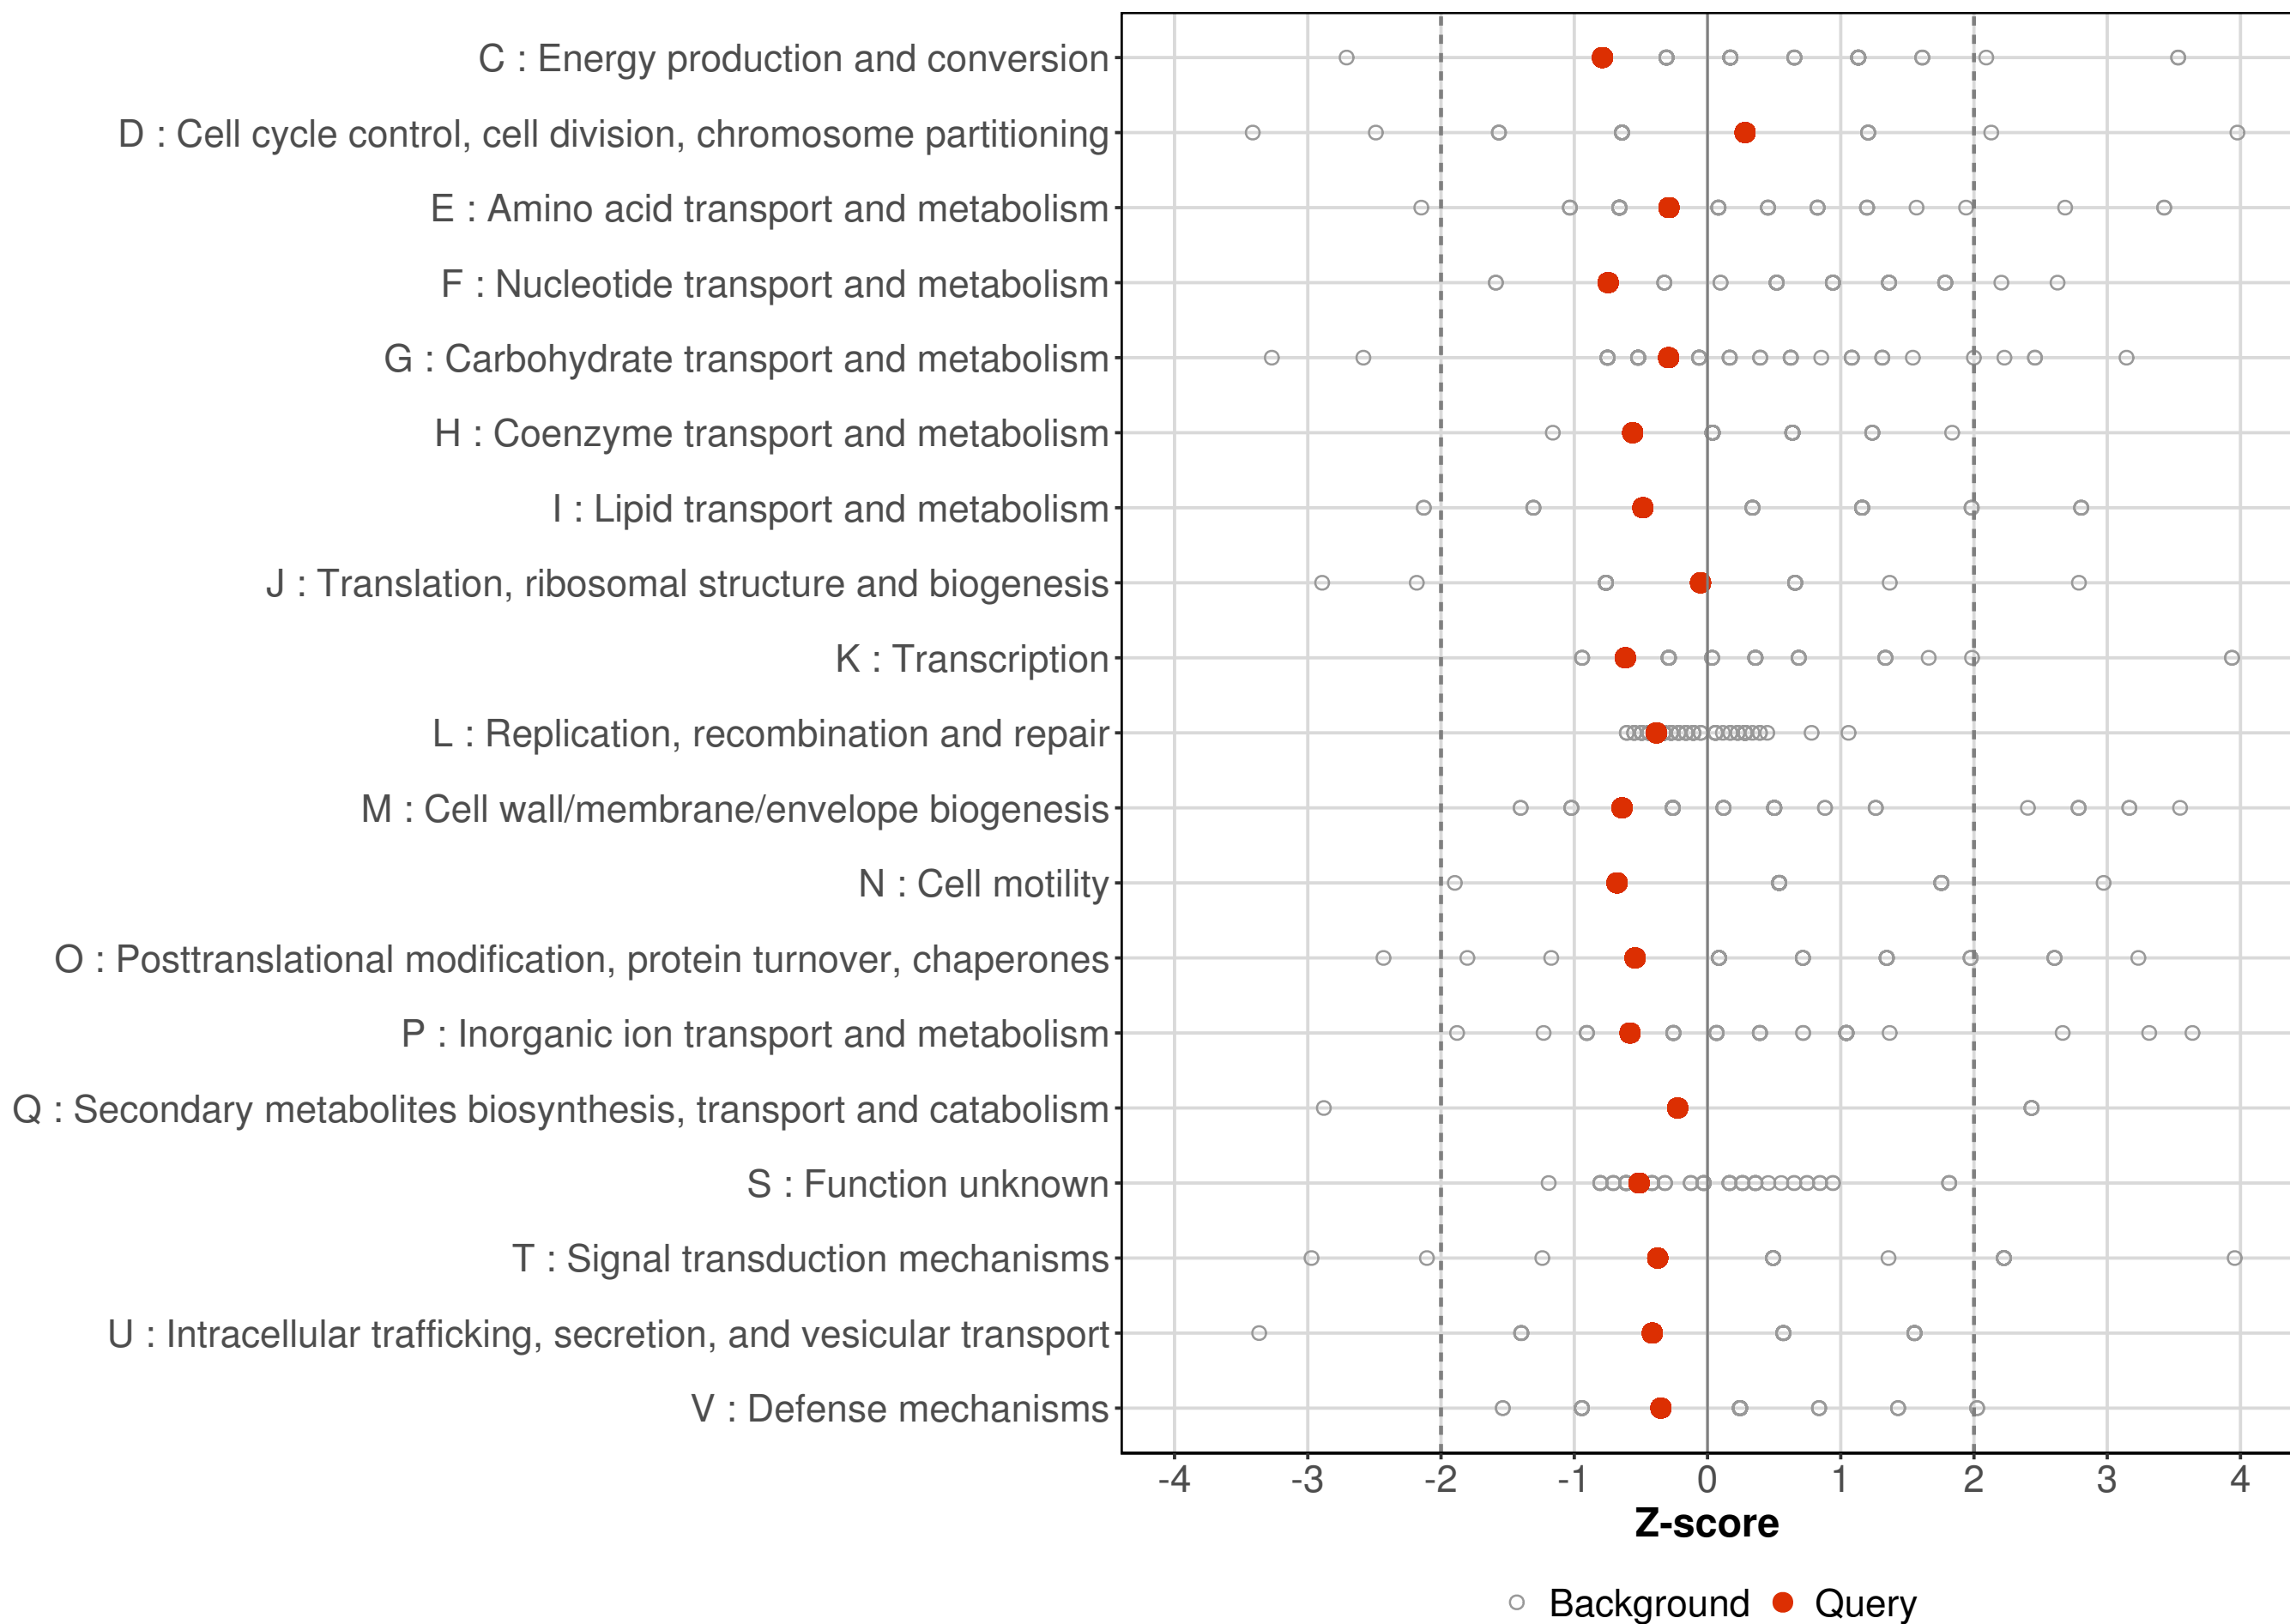 C : Energy production and conversion
D : Cell cycle control, cell division, chromosome partitioning
E : Amino acid transport and metabolism
F : Nucleotide transport and metabolism
G : Carbohydrate transport and metabolism
H : Coenzyme transport and metabolism
I : Lipid transport and metabolism
J : Translation, ribosomal structure and biogenesis
K : Transcription
L : Replication, recombination and repair
M : Cell wall/membrane/envelope biogenesis
N : Cell motility
O : Posttranslational modification, protein turnover, chaperones
P : Inorganic ion transport and metabolism
Q : Secondary metabolites biosynthesis, transport and catabolism
S : Function unknown
T : Signal transduction mechanisms
U : Intracellular trafficking, secretion, and vesicular transport
V : Defense mechanisms
-4 -3 -2 -1 0 1 2 3 4
Z-score
Background Query